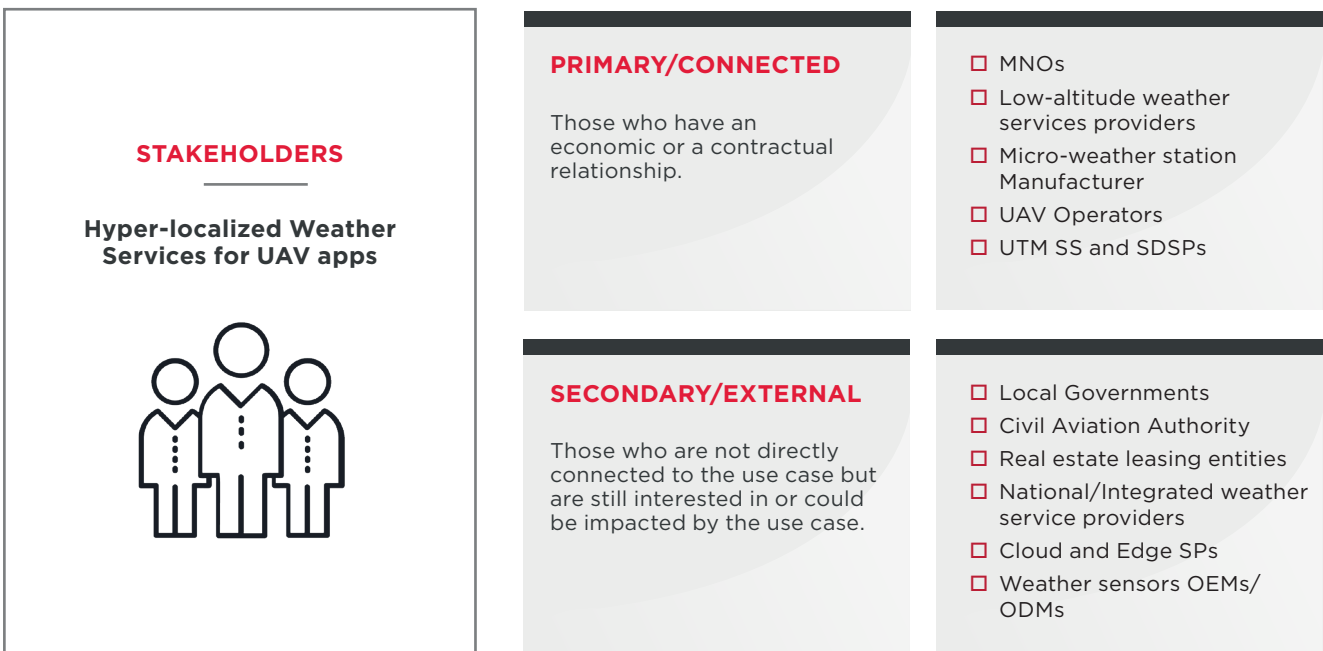 STAKEHOLDERS
Hyper-localized Weather
Services for UAV apps
PRIMARY/CONNECTED
Those who have an
economic or a contractual
relationship.
MNOs
Low-altitude weather
services providers
Micro-weather station
Manufacturer
UAV Operators
UTM SS and SDSPs
SECONDARY/EXTERNAL
Those who are not directly
connected to the use case but
are still interested in or could
be impacted by the use case.
Local Governments
Civil Aviation Authority
Real estate leasing entities
National/Integrated weather
service providers
Cloud and Edge SPs
Weather sensors OEMs/
ODMs